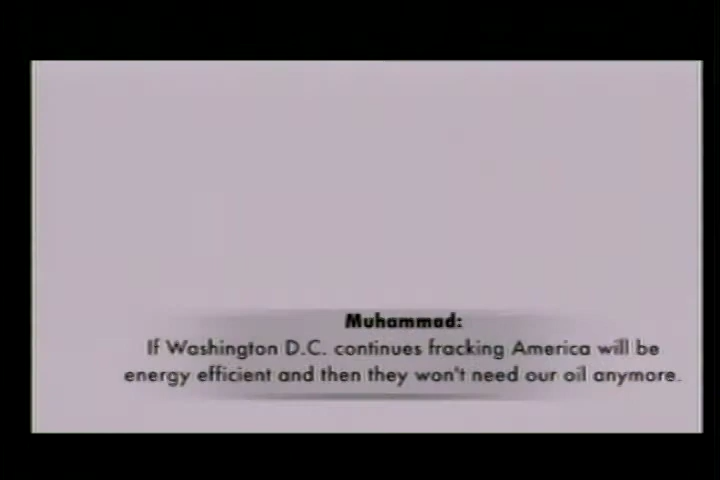 Muhammad:
If Washington D.C. continues fracking America will be
energy efficient and then they won't need our oil anymore.